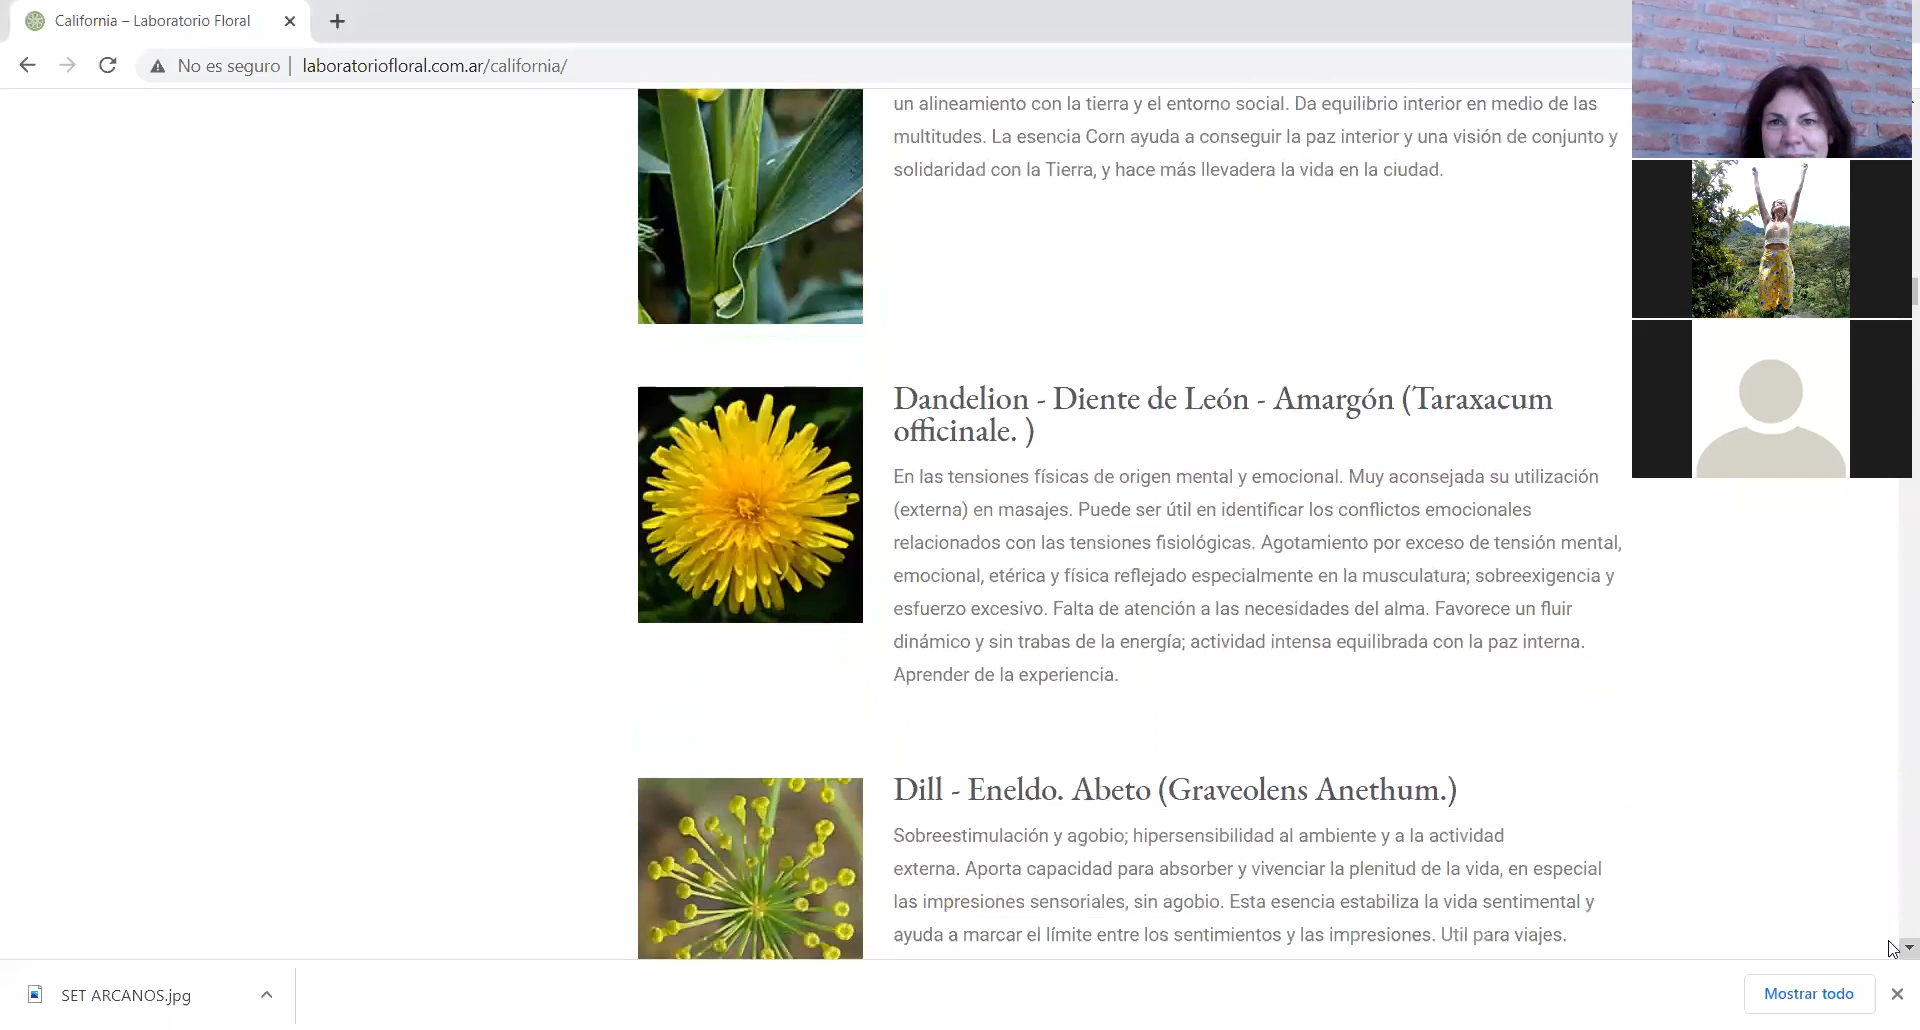 California – Laboratorio Floral
No es seguro | laboratoriofloral.com.ar/california/
un alineamiento con la tierra y el entorno social. Da equilibrio interior en medio de las
multitudes. La esencia Corn ayuda a conseguir la paz interior y una visión de conjunto y
solidaridad con la Tierra, y hace más llevadera la vida en la ciudad.
Dandelion - Diente de León - Amargón (Taraxacum
officinale. )
En las tensiones físicas de origen mental y emocional. Muy aconsejada su utilización
(externa) en masajes. Puede ser útil en identificar los conflictos emocionales
relacionados con las tensiones fisiológicas. Agotamiento por exceso de tensión mental,
emocional, etérica y física reflejado especialmente en la musculatura; sobreexigencia y
esfuerzo excesivo. Falta de atención a las necesidades del alma. Favorece un fluir
dinámico y sin trabas de la energía; actividad intensa equilibrada con la paz interna.
Aprender de la experiencia.
Dill - Eneldo. Abeto (Graveolens Anethum.)
Sobreestimulación y agobio; hipersensibilidad al ambiente y a la actividad
externa. Aporta capacidad para absorber y vivenciar la plenitud de la vida, en especial
las impresiones sensoriales, sin agobio. Esta esencia estabiliza la vida sentimental y
ayuda a marcar el límite entre los sentimientos y las impresiones. Util para viajes.
SET ARCANOS.jpg
Mostrar todo